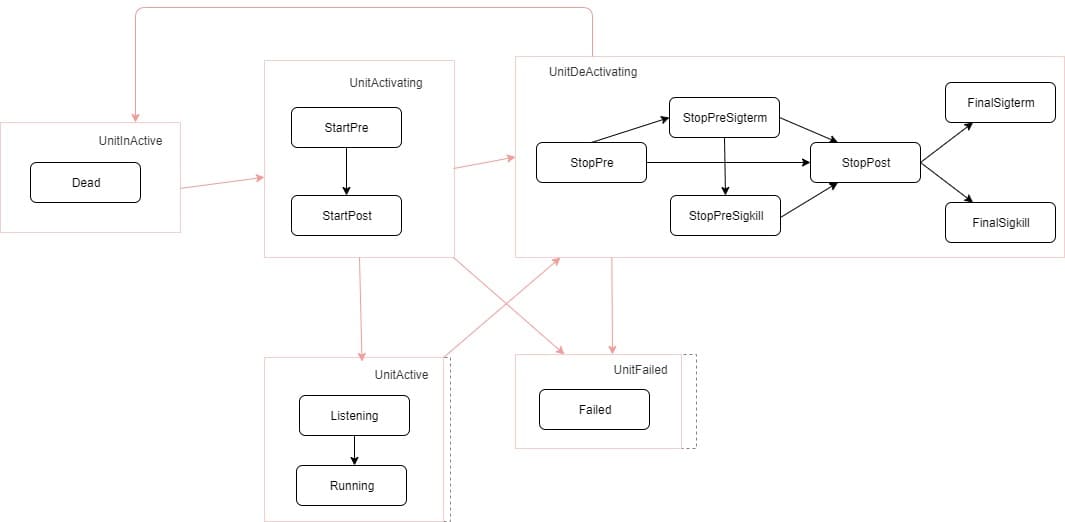 UnitInActive
Dead
UnitActivating
StartPre
StartPost
UnitDeActivating
StopPre
StopPreSigterm
StopPreSigkill
StopPost
FinalSigterm
FinalSigkill
UnitActive
Listening
Running
UnitFailed
Failed